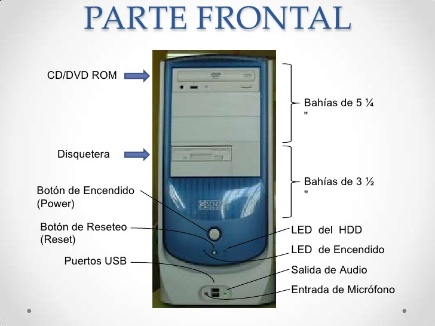 PARTE FRONTAL
CD/DVD ROM
Bahías de 5 ¼
"
Disquetera
Bahías de 3 ½
"
Botón de Encendido
(Power)
Botón de Reseteo
(Reset)
Puertos USB
LED del HDD
LED de Encendido
Salida de Audio
Entrada de Micrófono